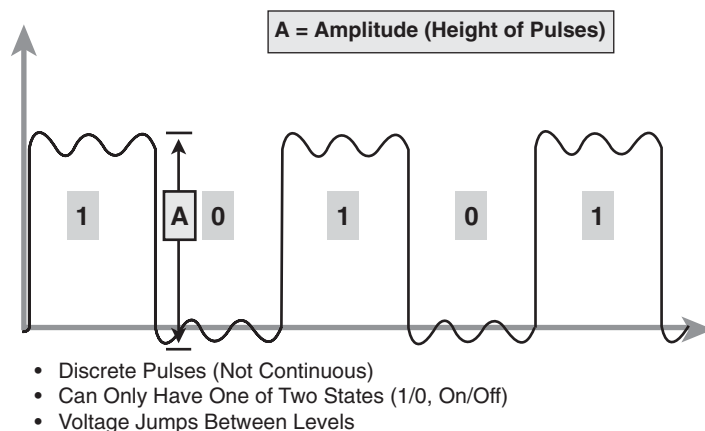 A = Amplitude (Height of Pulses)
1 A 0 1 0 1
• Discrete Pulses (Not Continuous)
• Can Only Have One of Two States (1/0, On/Off)
• Voltage Jumps Between Levels